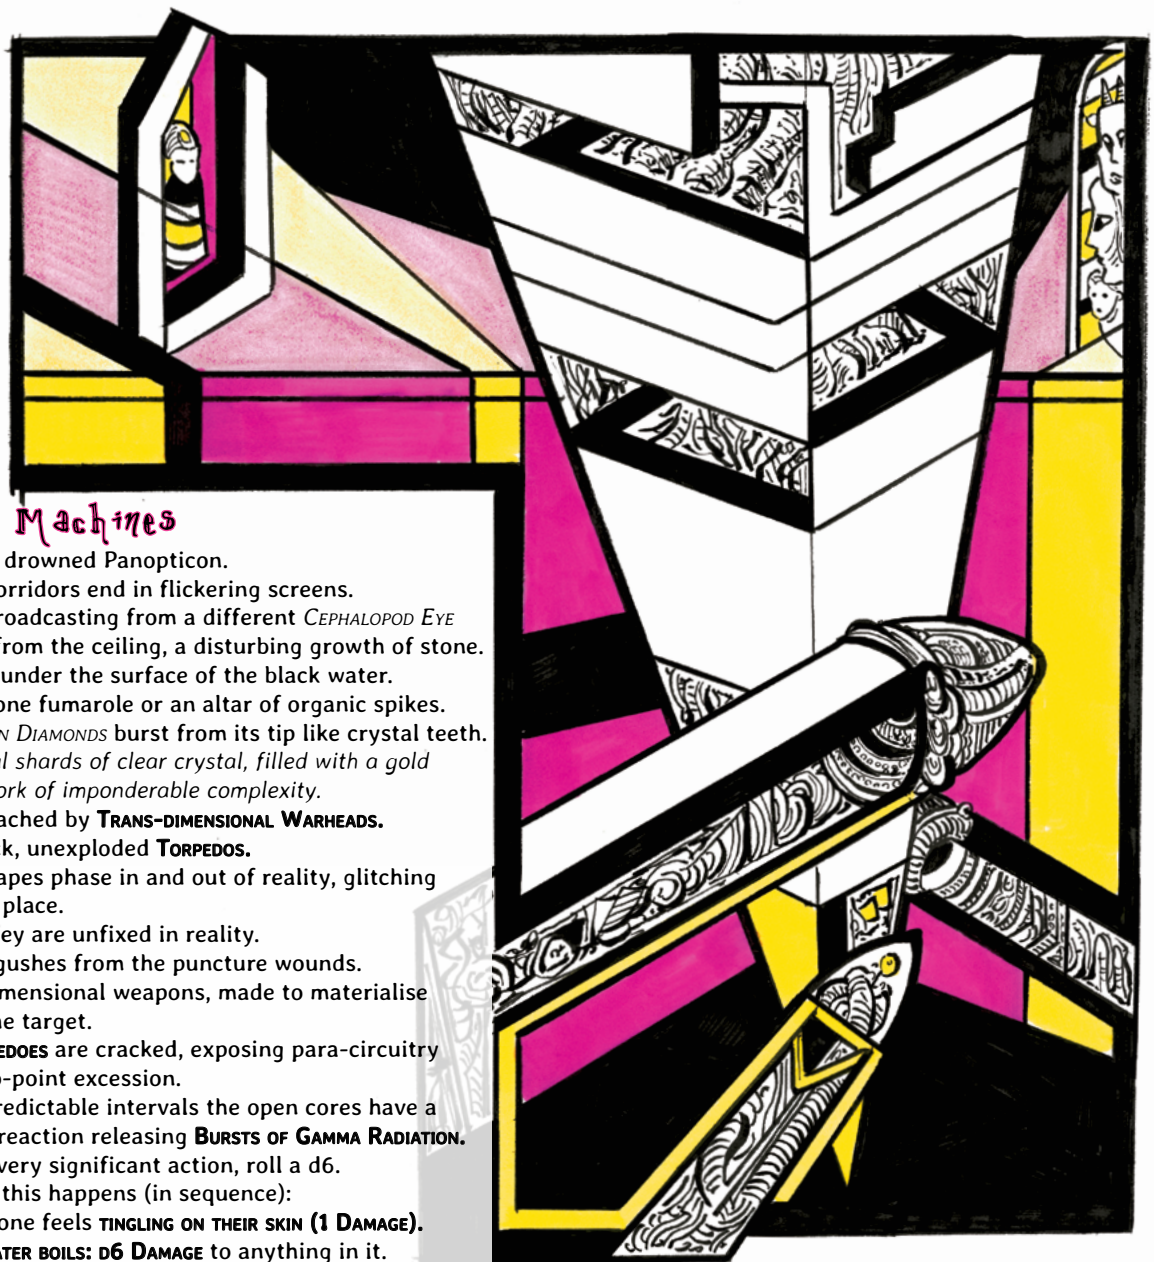 Machines
drowned Panopticon.
orridors end in flickering screens.
roadcasting from a different CEPHALOPOD EYE
from the ceiling, a disturbing growth of stone.
under the surface of the black water.
one fumarole or an altar of organic spikes.
N DIAMONDS burst from its tip like crystal teeth.
l shards of clear crystal, filled with a gold
ork of imponderable complexity.
ached by TRANS-DIMENSIONAL WARHEADS.
k, unexploded TORPEDOS.
apes phase in and out of reality, glitching
place.
ey are unfixed in reality.
gushes from the puncture wounds.
mensional weapons, made to materialise
e target.
EDOES are cracked, exposing para-circuitry
-point excession.
redictable intervals the open cores have a
reaction releasing BURSTS OF GAMMA RADIATION.
very significant action, roll a d6.
this happens (in sequence):
one feels TINGLING ON THEIR SKIN (1 DAMAGE).
ATER BOILS: D6 DAMAGE to anything in it.